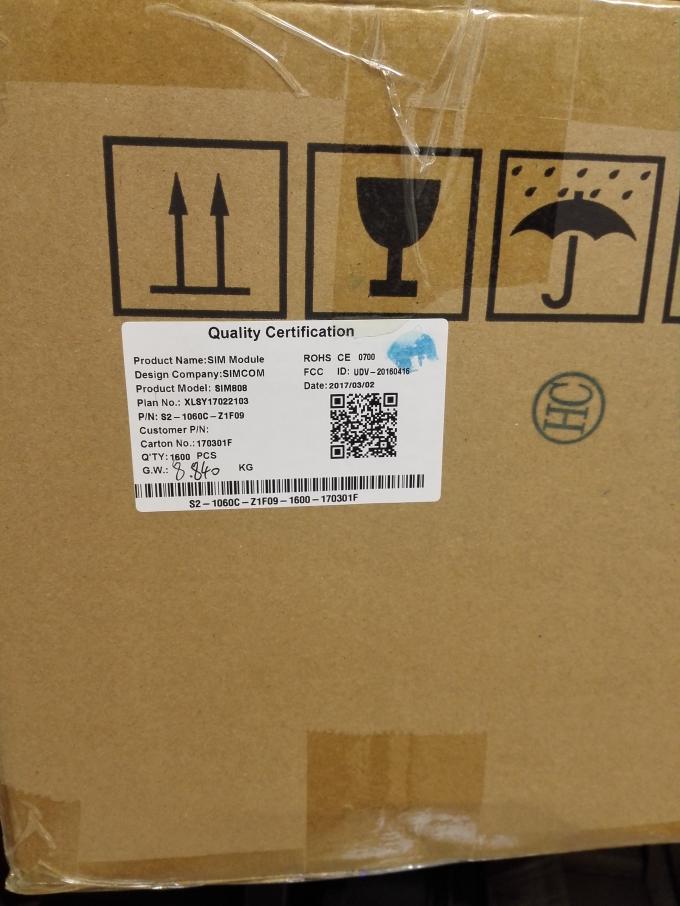 Quality Certification
Product Name:SIM Module
ROHS CE 0700
Design Company:SIMCOM
FCC ID: UDV-20160416
Product Model: SIM808
Date:2017/03/02
Plan No.: XLSY17022103
P/N: S2-1060C-Z1F09
Customer P/N:
Carton No.:170301F
Q'TY:1600 PCS
G.W.: 8.840 KG
S2-1060C-Z1F09-1600-170301F
HC